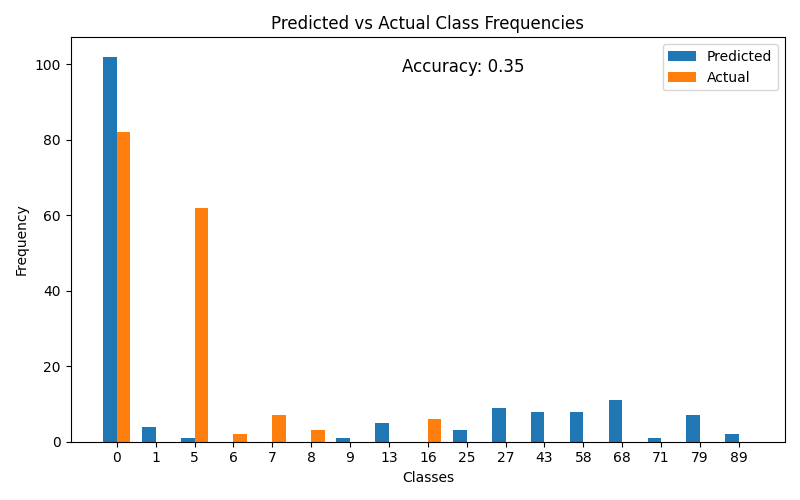 Predicted vs Actual Class Frequencies
Accuracy: 0.35
Predicted
Actual
Frequency
100
80
60
40
20
0
0 1 5 6 7 8 9 13 16 25 27 43 58 68 71 79 89
Classes